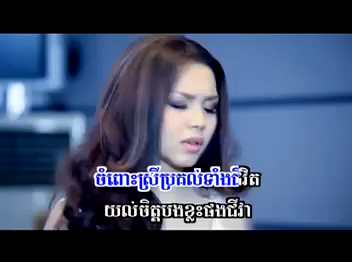 ចំពោះស្រីប្រគល់ទាំងជីវិត
យល់ចិត្តបងខ្លះផងជីវា